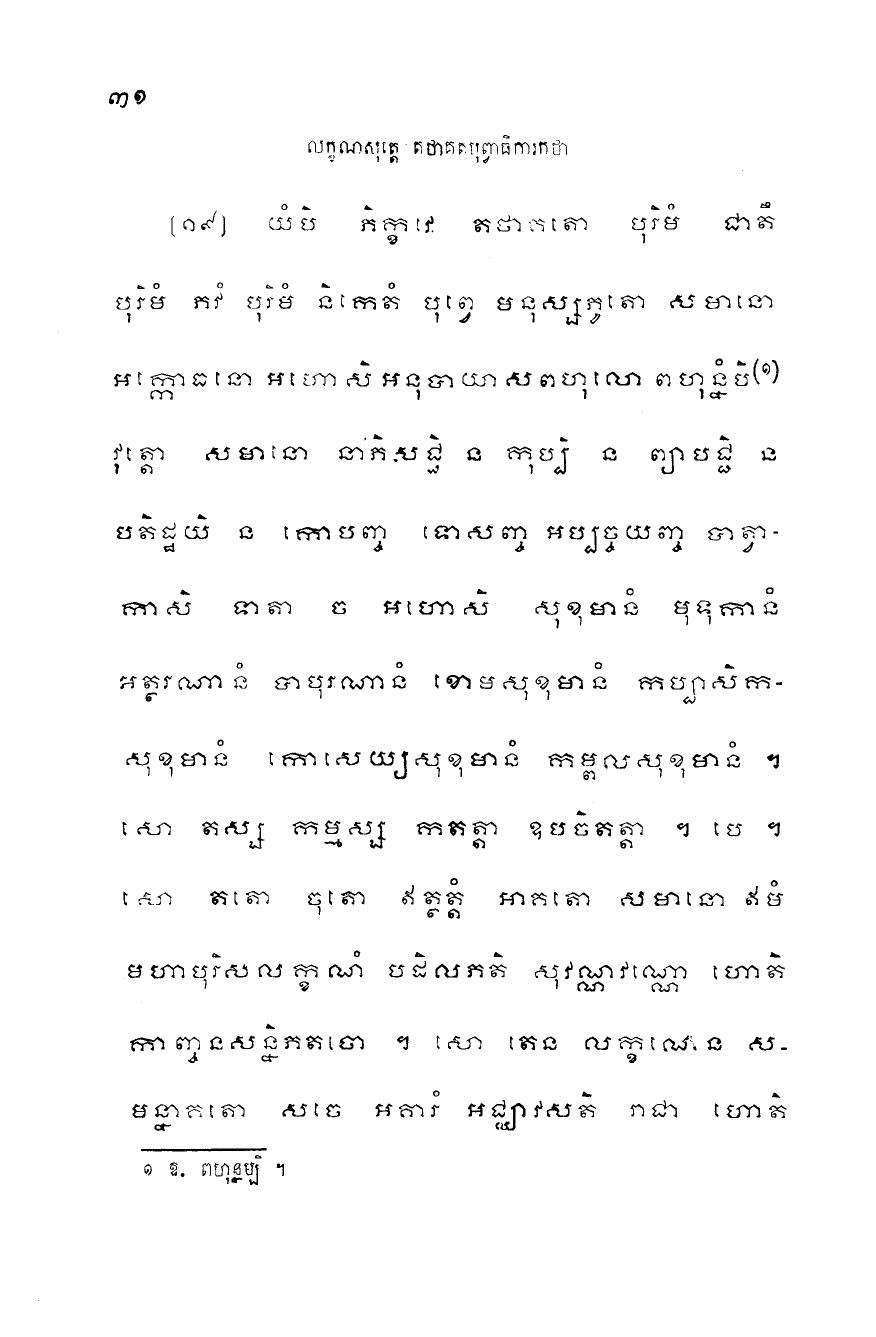 ៣១
លក្ខណសុត្តេ តថាគតបុព្វាធិការកថា
[១៩] យំបិ ភិក្ខវេ តថាគតោ បុរិមំ ជាតឹ
បុរិមំ ភវំ បុរិមំ និកេតំ បុព្វេ មនុស្សភូតោ សមានោ
អក្កោធនោ អហោសិ អនុបាយាសពហុលោ ពហុន្នំបិ(១)
វុត្តោ សមានោ នាភិសជ្ជិ ន កុប្បិ ន ព្យាបជ្ជិ ន
បតិដ្ឋយិ ន កោបញ្ច ទោសញ្ច អប្បច្ចយញ្ច បាត្វា-
កាសិ ទាតា ច អហោសិ សុខុមានំ មុទុកានំ
អត្ថរណានំ បាបុរណានំ ខោមសុខុមានំ កប្បាសិក-
សុខុមានំ កោសេយ្យសុខុមានំ កម្ពលសុខុមានំ ។
សោ តស្ស កម្មស្ស កតត្តា ឧបចិតត្តា ។ បេ ។
សោ តតោ ចុតោ ឥត្ថត្តំ អាគតោ សមានោ ឥមំ
មហាបុរិសលក្ខណំ បដិលភតិ សុវណ្ណវណ្ណោ ហោតិ
កាញ្ចនសន្និភតចោ ។ សោ តេន លក្ខណេន ស-
មន្នាគតោ សចេ អគារំ អជ្ឈាវសតិ រាជា ហោតិ
១ ឱ. ពហុន្នម្បិ ។